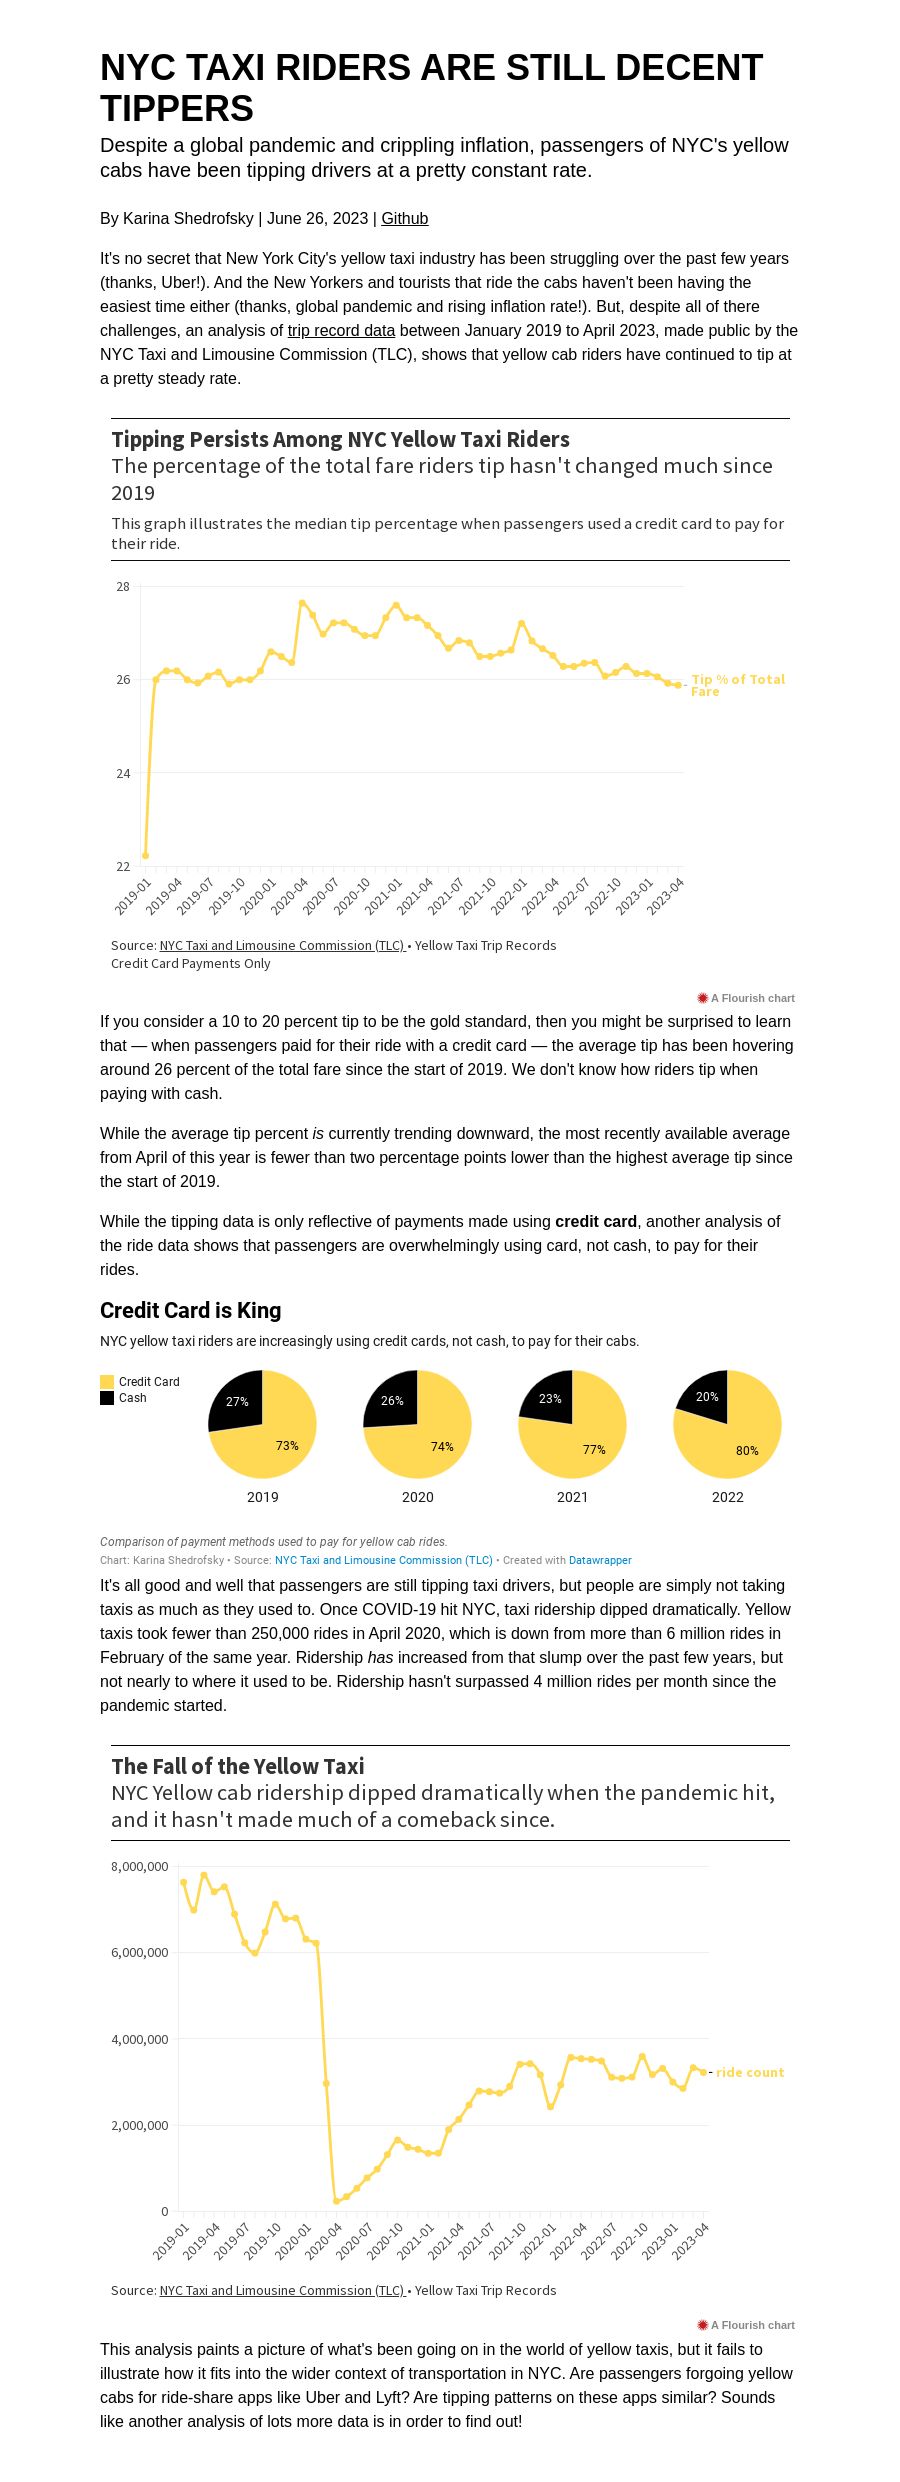 NYC TAXI RIDERS ARE STILL DECENT
TIPPERS
Despite a global pandemic and crippling inflation, passengers of NYC's yellow
cabs have been tipping drivers at a pretty constant rate.
By Karina Shedrofsky | June 26, 2023 | Github
It's no secret that New York City's yellow taxi industry has been struggling over the past few years
(thanks, Uber!). And the New Yorkers and tourists that ride the cabs haven't been having the
easiest time either (thanks, global pandemic and rising inflation rate!). But, despite all of there
challenges, an analysis of trip record data between January 2019 to April 2023, made public by the
NYC Taxi and Limousine Commission (TLC), shows that yellow cab riders have continued to tip at
a pretty steady rate.
Tipping Persists Among NYC Yellow Taxi Riders
The percentage of the total fare riders tip hasn't changed much since
2019
This graph illustrates the median tip percentage when passengers used a credit card to pay for
their ride.
28
26
24
22
Tip % of Total
Fare
2019-01
2019-04
2019-07
2019-10
2020-01
2020-04
2020-07
2020-10
2021-01
2021-04
2021-07
2021-10
2022-01
2022-04
2022-07
2022-10
2023-01
2023-04
Source: NYC Taxi and Limousine Commission (TLC) • Yellow Taxi Trip Records
Credit Card Payments Only
A Flourish chart
If you consider a 10 to 20 percent tip to be the gold standard, then you might be surprised to learn
that — when passengers paid for their ride with a credit card — the average tip has been hovering
around 26 percent of the total fare since the start of 2019. We don't know how riders tip when
paying with cash.
While the average tip percent is currently trending downward, the most recently available average
from April of this year is fewer than two percentage points lower than the highest average tip since
the start of 2019.
While the tipping data is only reflective of payments made using credit card, another analysis of
the ride data shows that passengers are overwhelmingly using card, not cash, to pay for their
rides.
Credit Card is King
NYC yellow taxi riders are increasingly using credit cards, not cash, to pay for their cabs.
Credit Card
Cash
27%
73%
2019
26%
74%
2020
23%
77%
2021
20%
80%
2022
Comparison of payment methods used to pay for yellow cab rides.
Chart: Karina Shedrofsky • Source: NYC Taxi and Limousine Commission (TLC) • Created with Datawrapper
It's all good and well that passengers are still tipping taxi drivers, but people are simply not taking
taxis as much as they used to. Once COVID-19 hit NYC, taxi ridership dipped dramatically. Yellow
taxis took fewer than 250,000 rides in April 2020, which is down from more than 6 million rides in
February of the same year. Ridership has increased from that slump over the past few years, but
not nearly to where it used to be. Ridership hasn't surpassed 4 million rides per month since the
pandemic started.
The Fall of the Yellow Taxi
NYC Yellow cab ridership dipped dramatically when the pandemic hit,
and it hasn't made much of a comeback since.
8,000,000
6,000,000
4,000,000
2,000,000
0
ride count
2019-01
2019-04
2019-07
2019-10
2020-01
2020-04
2020-07
2020-10
2021-01
2021-04
2021-07
2021-10
2022-01
2022-04
2022-07
2022-10
2023-01
2023-04
Source: NYC Taxi and Limousine Commission (TLC) • Yellow Taxi Trip Records
A Flourish chart
This analysis paints a picture of what's been going on in the world of yellow taxis, but it fails to
illustrate how it fits into the wider context of transportation in NYC. Are passengers forgoing yellow
cabs for ride-share apps like Uber and Lyft? Are tipping patterns on these apps similar? Sounds
like another analysis of lots more data is in order to find out!